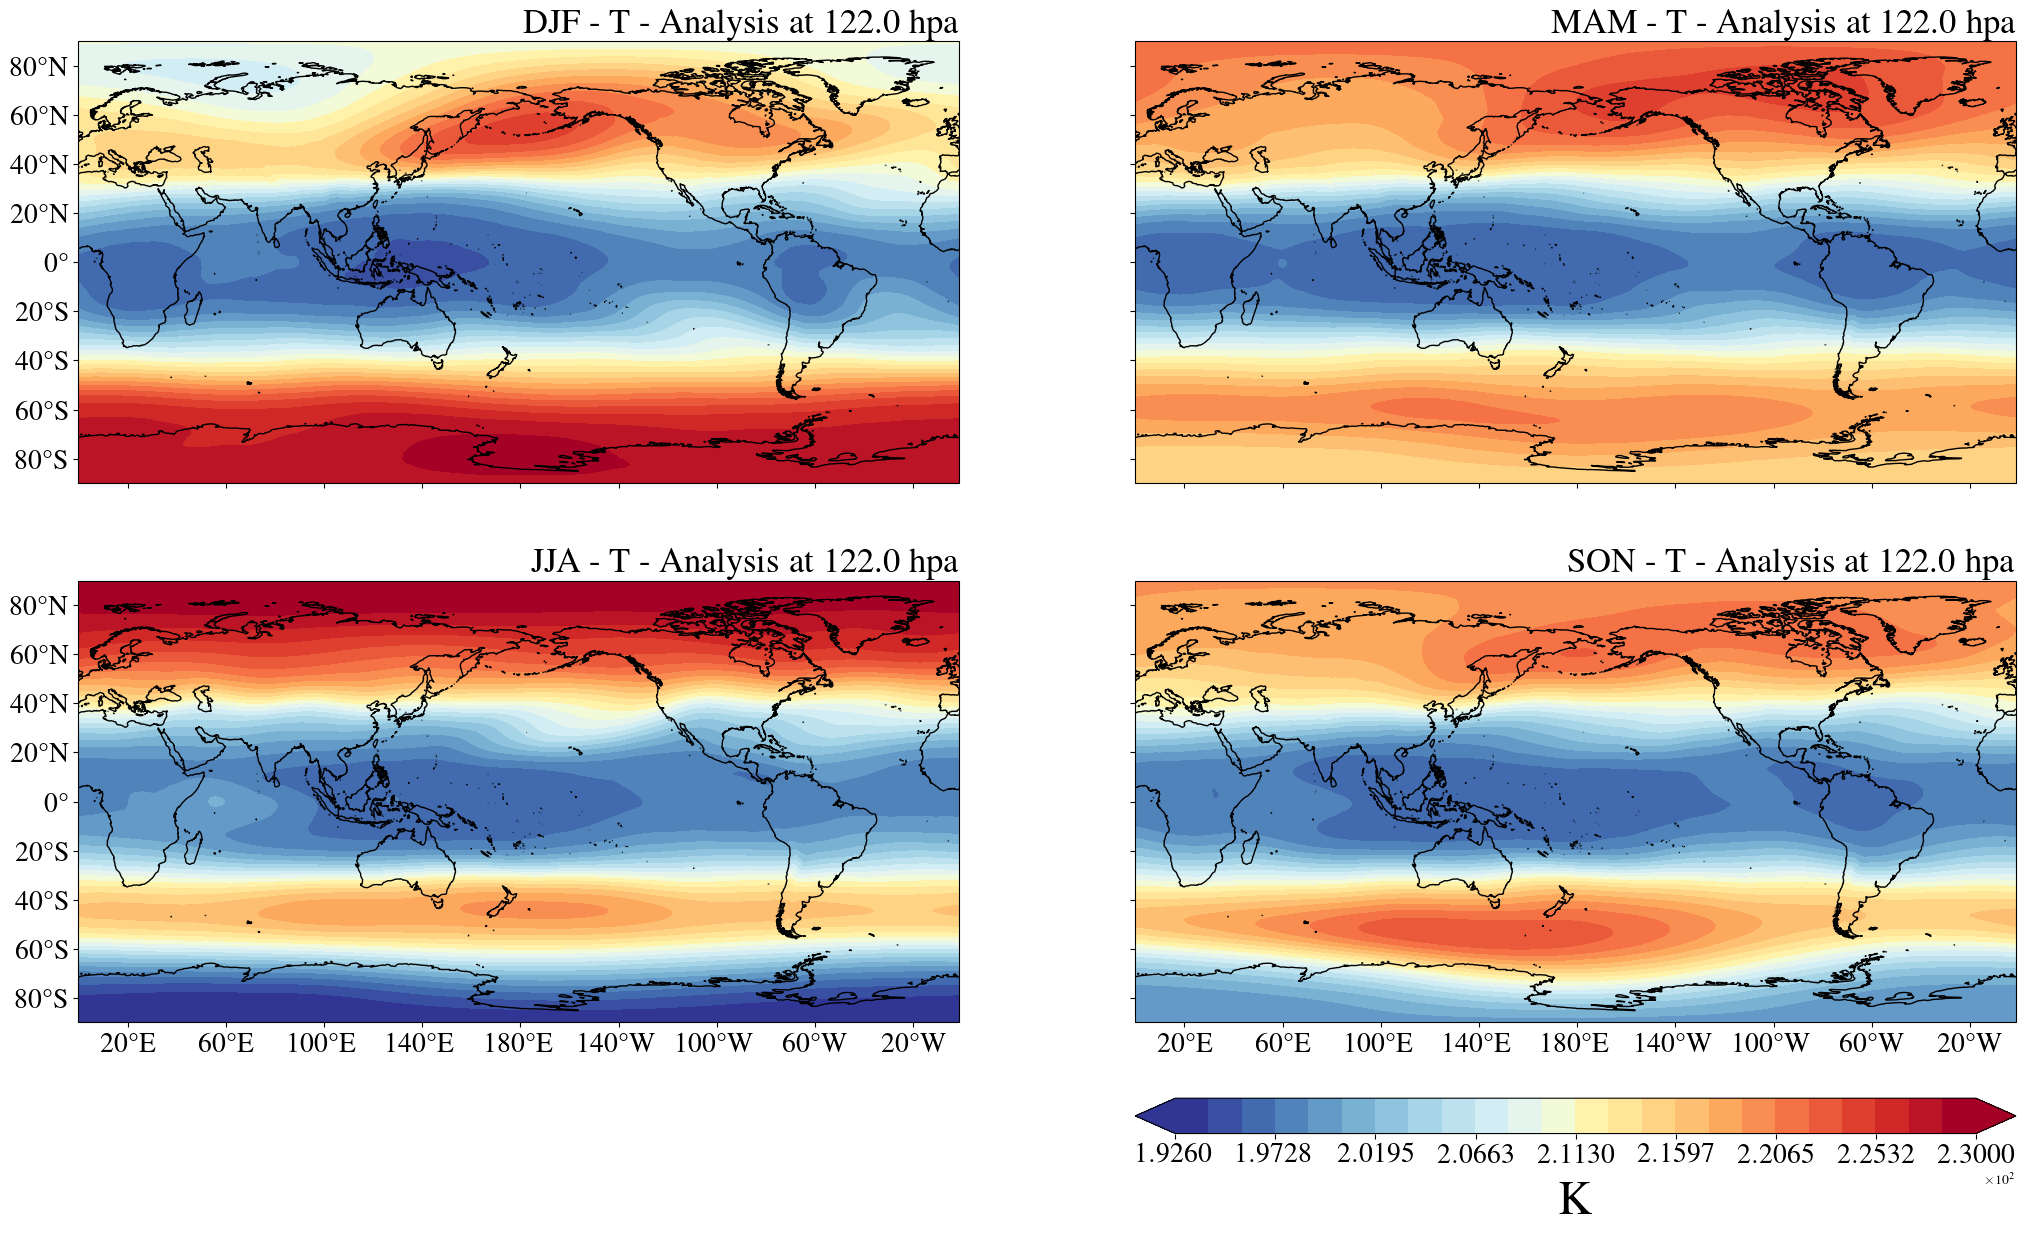 DJF - T - Analysis at 122.0 hpa
MAM - T - Analysis at 122.0 hpa
80°N
60°N
40°N
20°N
0°
20°S
40°S
60°S
80°S
JJA - T - Analysis at 122.0 hpa
SON - T - Analysis at 122.0 hpa
80°N
60°N
40°N
20°N
0°
20°S
40°S
60°S
80°S
20°E 60°E 100°E 140°E 180°E 140°W 100°W 60°W 20°W
20°E 60°E 100°E 140°E 180°E 140°W 100°W 60°W 20°W
1.9260 1.9728 2.0195 2.0663 2.1130 2.1597 2.2065 2.2532 2.3000
×10²
K